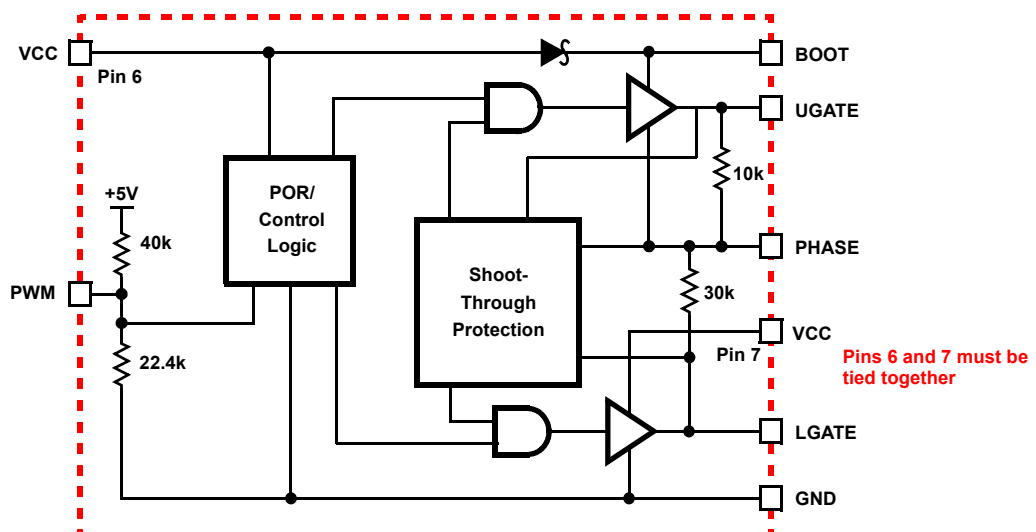 VCC
Pin 6
BOOT
UGATE
10k
POR/
Control
Logic
+5V
40k
PWM
22.4k
Shoot-
Through
Protection
PHASE
30k
VCC
Pin 7
Pins 6 and 7 must be
tied together
LGATE
GND